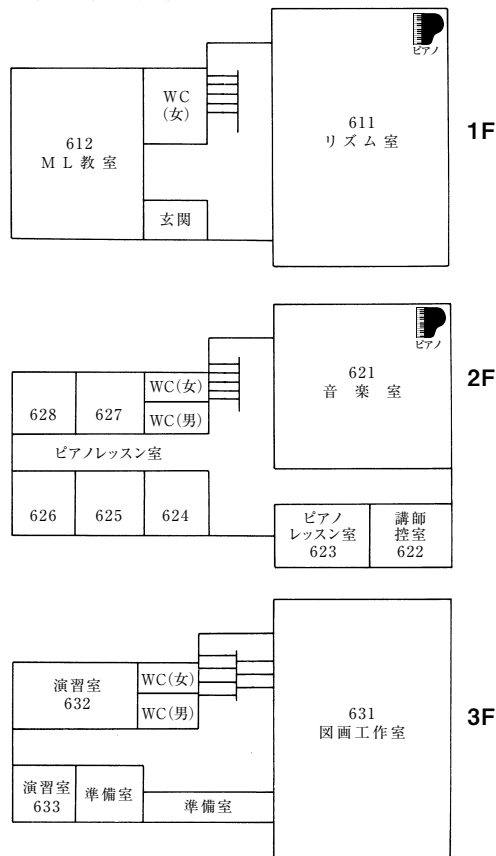 ピアノ
WC
(女)
611
リズム室
1F
612
ML教室
玄関
ピアノ
621
音楽室
2F
WC(女)
628
627
WC(男)
ピアノレッスン室
626
625
624
ピアノ
レッスン室
623
講師
控室
622
演習室
632
WC(女)
WC(男)
631
図画工作室
3F
演習室
633
準備室
準備室